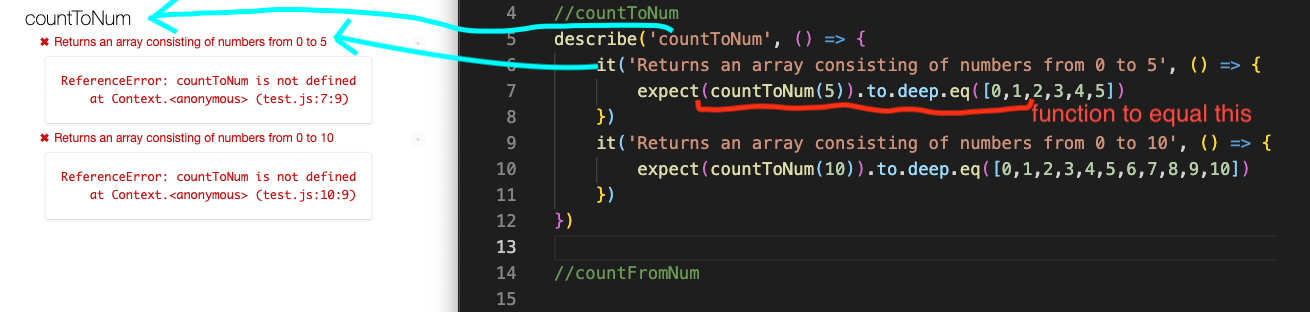 countToNum
✖ Returns an array consisting of numbers from 0 to 5
ReferenceError: countToNum is not defined
at Context.<anonymous> (test.js:7:9)
✖ Returns an array consisting of numbers from 0 to 10
ReferenceError: countToNum is not defined
at Context.<anonymous> (test.js:10:9)
4 //countToNum
5 describe('countToNum', () => {
6 it('Returns an array consisting of numbers from 0 to 5', () => {
7 expect(countToNum(5)).to.deep.eq([0,1,2,3,4,5])
function to equal this
8 })
9 it('Returns an array consisting of numbers from 0 to 10', () => {
10 expect(countToNum(10)).to.deep.eq([0,1,2,3,4,5,6,7,8,9,10])
11 })
12 })
13
14 //countFromNum
15